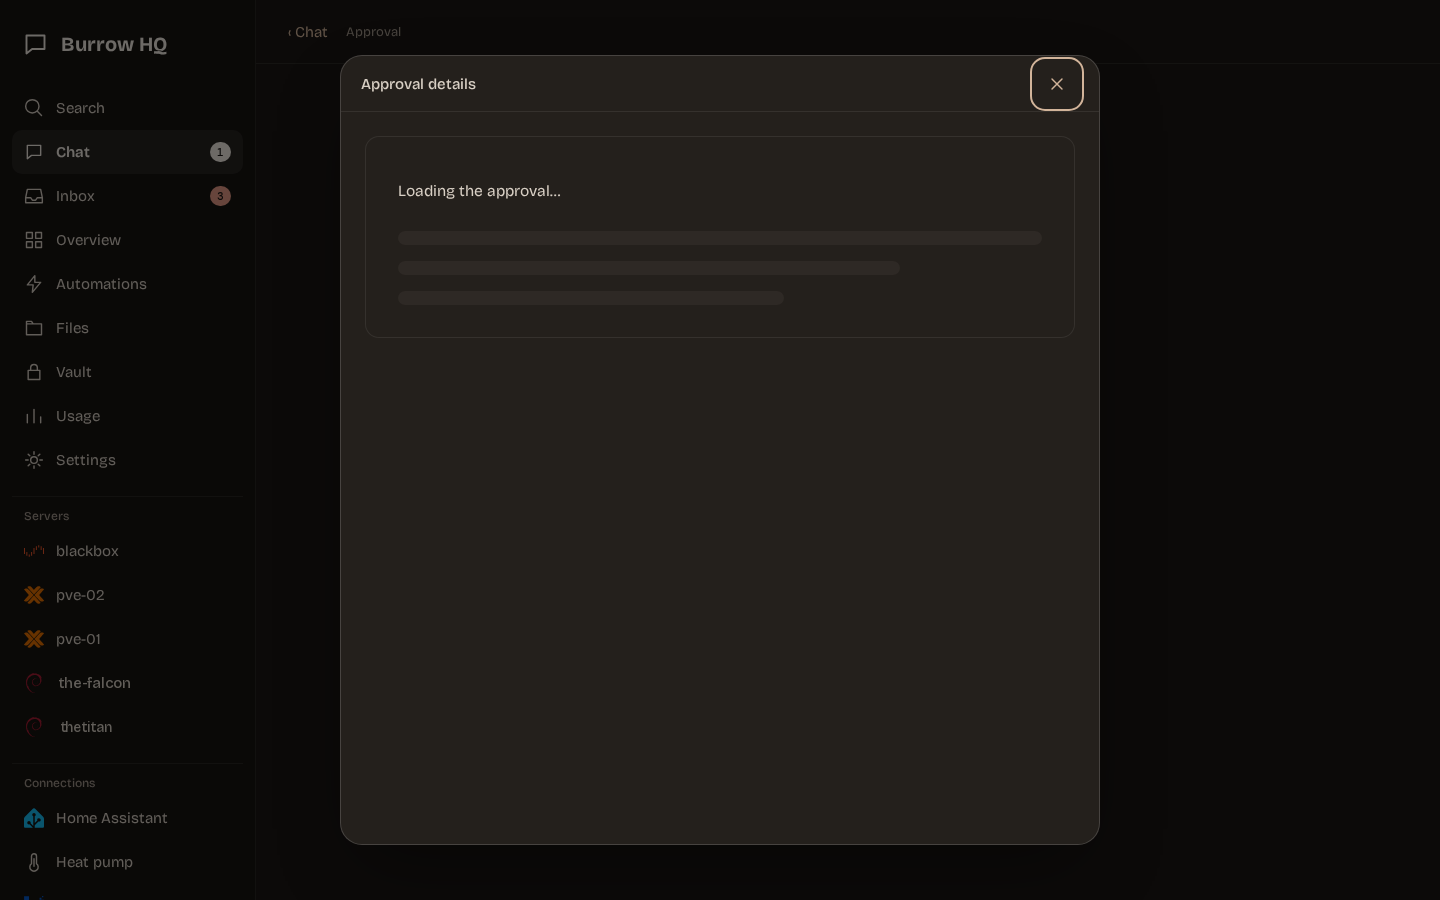 Burrow HQ
Search
Chat 1
Inbox 3
Overview
Automations
Files
Vault
Usage
Settings
Servers
blackbox
pve-02
pve-01
the-falcon
thetitan
Connections
Home Assistant
Heat pump
‹ Chat Approval
Approval details
Loading the approval...